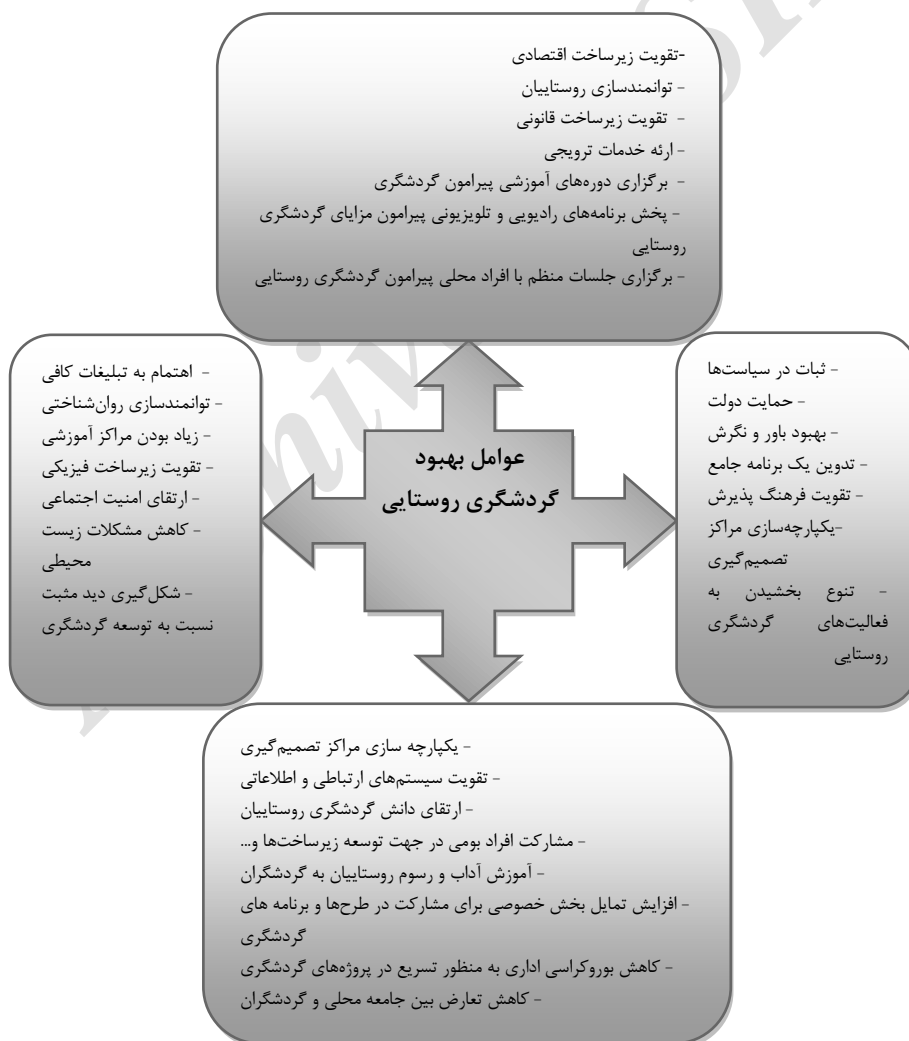 -تقویت زیرساخت اقتصادی
- توانمندسازی روستاییان
- تقویت زیرساخت قانونی
- ارئه خدمات ترویجی
- برگزاری دوره‌های آموزشی پیرامون گردشگری
- پخش برنامه‌های رادیویی و تلویزیونی پیرامون مزایای گردشگری
روستایی
- برگزاری جلسات منظم با افراد محلی پیرامون گردشگری روستایی
- ثبات در سیاست‌ها
- حمایت دولت
- بهبود باور و نگرش
- تدوین یک برنامه جامع
- تقویت فرهنگ پذیرش
-یکپارچه‌سازی مراکز
تصمیم‌گیری
- تنوع بخشیدن به
فعالیت‌های گردشگری
روستایی
عوامل بهبود
گردشگری روستایی
- اهتمام به تبلیغات کافی
- توانمندسازی روان‌شناختی
- زیاد بودن مراکز آموزشی
- تقویت زیرساخت فیزیکی
- ارتقای امنیت اجتماعی
- کاهش مشکلات زیست
محیطی
- شکل‌گیری دید مثبت
نسبت به توسعه گردشگری
- یکپارچه سازی مراکز تصمیم‌گیری
- تقویت سیستم‌های ارتباطی و اطلاعاتی
- ارتقای دانش گردشگری روستاییان
- مشارکت افراد بومی در جهت توسعه زیرساخت‌ها و...
- آموزش آداب و رسوم روستاییان به گردشگران
- افزایش تمایل بخش خصوصی برای مشارکت در طرح‌ها و برنامه های
گردشگری
- کاهش بوروکراسی اداری به منظور تسریع در پروژه‌های گردشگری
- کاهش تعارض بین جامعه محلی و گردشگران